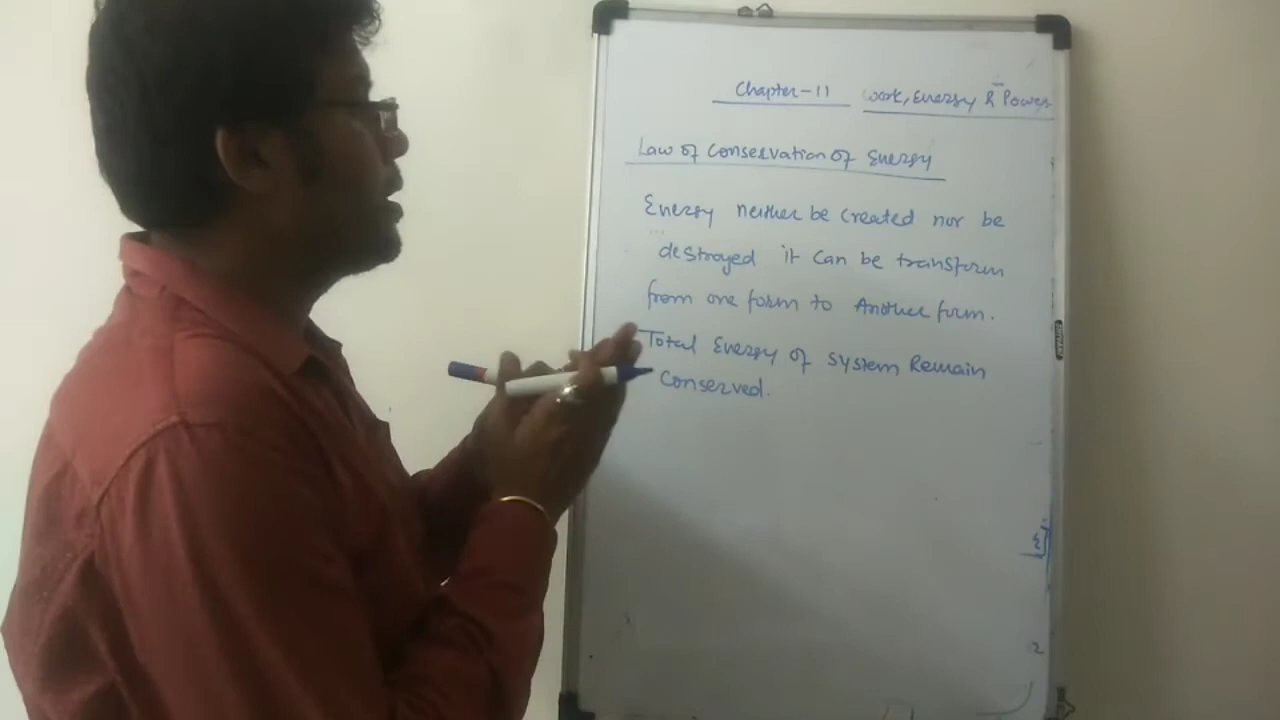 Chapter-11 Work, Energy & Power
Law of Conservation of Energy
Energy neither be created nor be
destroyed it can be transform
from one form to Another form.
Total Energy of system Remain
Conserved.